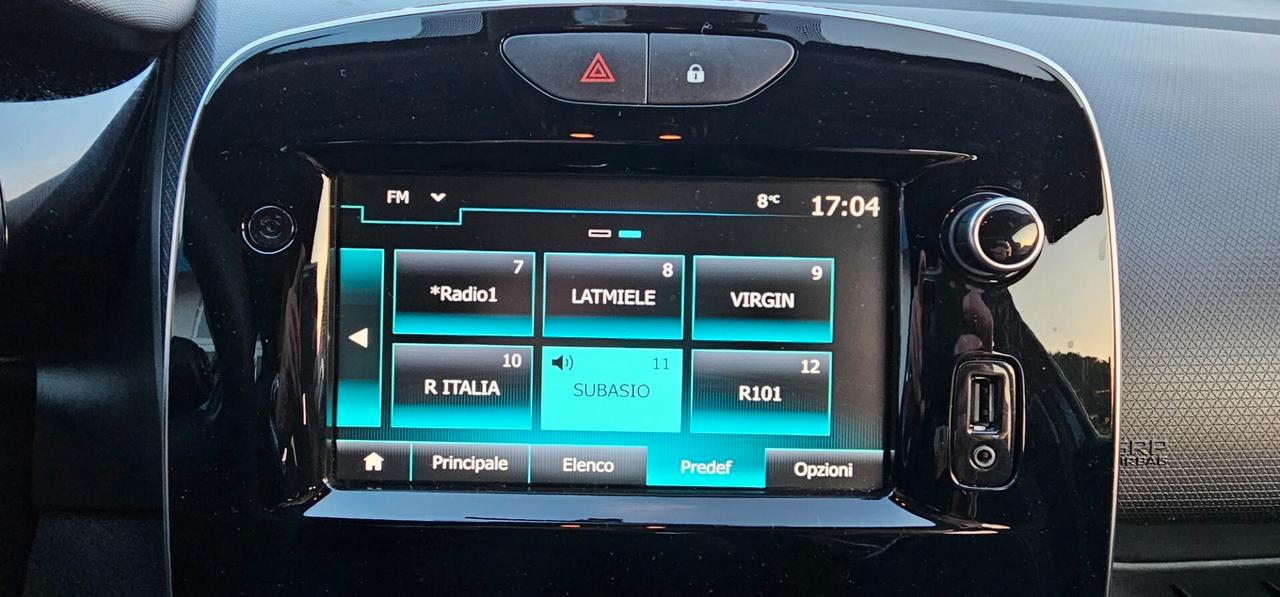 FM
8°C 17:04
7
*Radio1
8
LATMIELE
9
VIRGIN
10
R ITALIA
11
SUBASIO
12
R101
Principale
Elenco
Predef
Opzioni